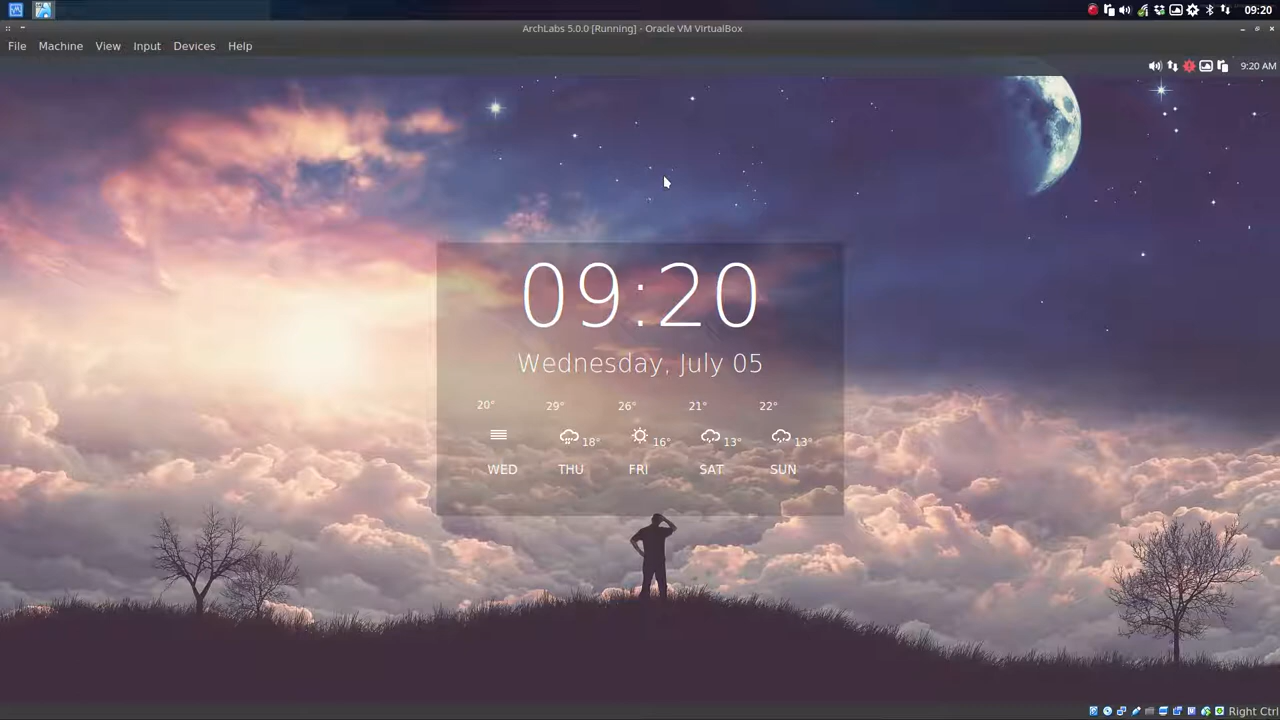 09:20
ArchLabs 5.0.0 [Running] - Oracle VM VirtualBox
File Machine View Input Devices Help
9:20 AM
09:20
Wednesday, July 05
20° 29° 26° 21° 22°
18° 16° 13° 13°
WED THU FRI SAT SUN
Right Ctrl